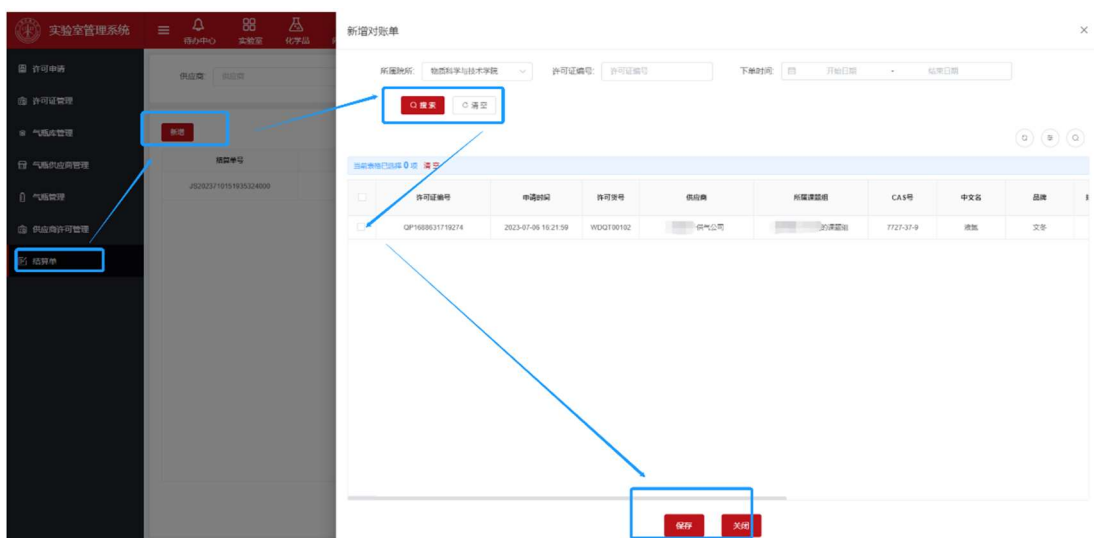 实验室管理系统
待办中心
实验室
化学品
许可申请
许可证管理
气瓶库管理
气瓶供应商管理
气瓶管理
供应商许可管理
结算单
供应商: 供应商
新增
结算单号
JS2023710151935324000
新增对账单
所属院所: 物质科学与技术学院
许可证编号: 许可证编号
下单时间: 开始日期 - 结束日期
搜索 清空
当前表格已选择 0 项 清空
许可证编号 申请时间 许可货号 供应商 所属课题组 CAS号 中文名 品牌
QP1688631719274 2023-07-06 16:21:59 WDQT00102 供气公司 的课题组 7727-37-9 液氮 文冬
保存 关闭